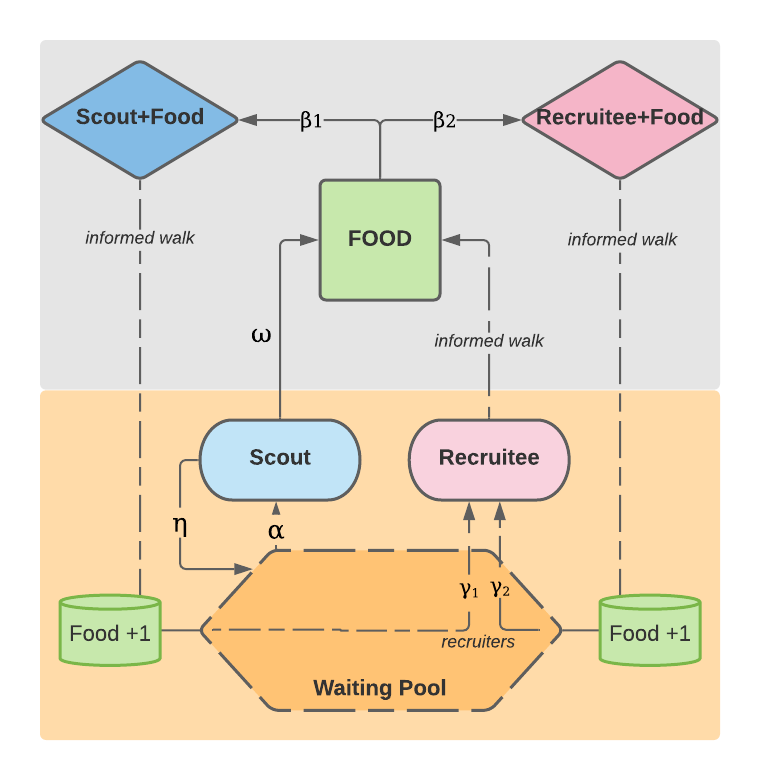 Scout+Food
β1
β2
Recruitee+Food
informed walk
FOOD
informed walk
ω
informed walk
Scout
Recruitee
η
α
γ₁
γ₂
Food +1
recruiters
Food +1
Waiting Pool